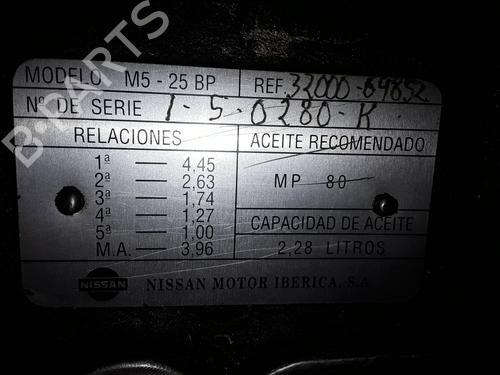 MODELO M5 - 25 BP REF. 32000-69852
Nº DE SERIE 1-5-0280-K
RELACIONES
1ª — 4,45
2ª — 2,63
3ª — 1,74
4ª — 1,27
5ª — 1,00
M.A. — 3,96
ACEITE RECOMENDADO
MP 80
CAPACIDAD DE ACEITE
2,28 LITROS
NISSAN NISSAN MOTOR IBERICA, S.A.
B-PARTS